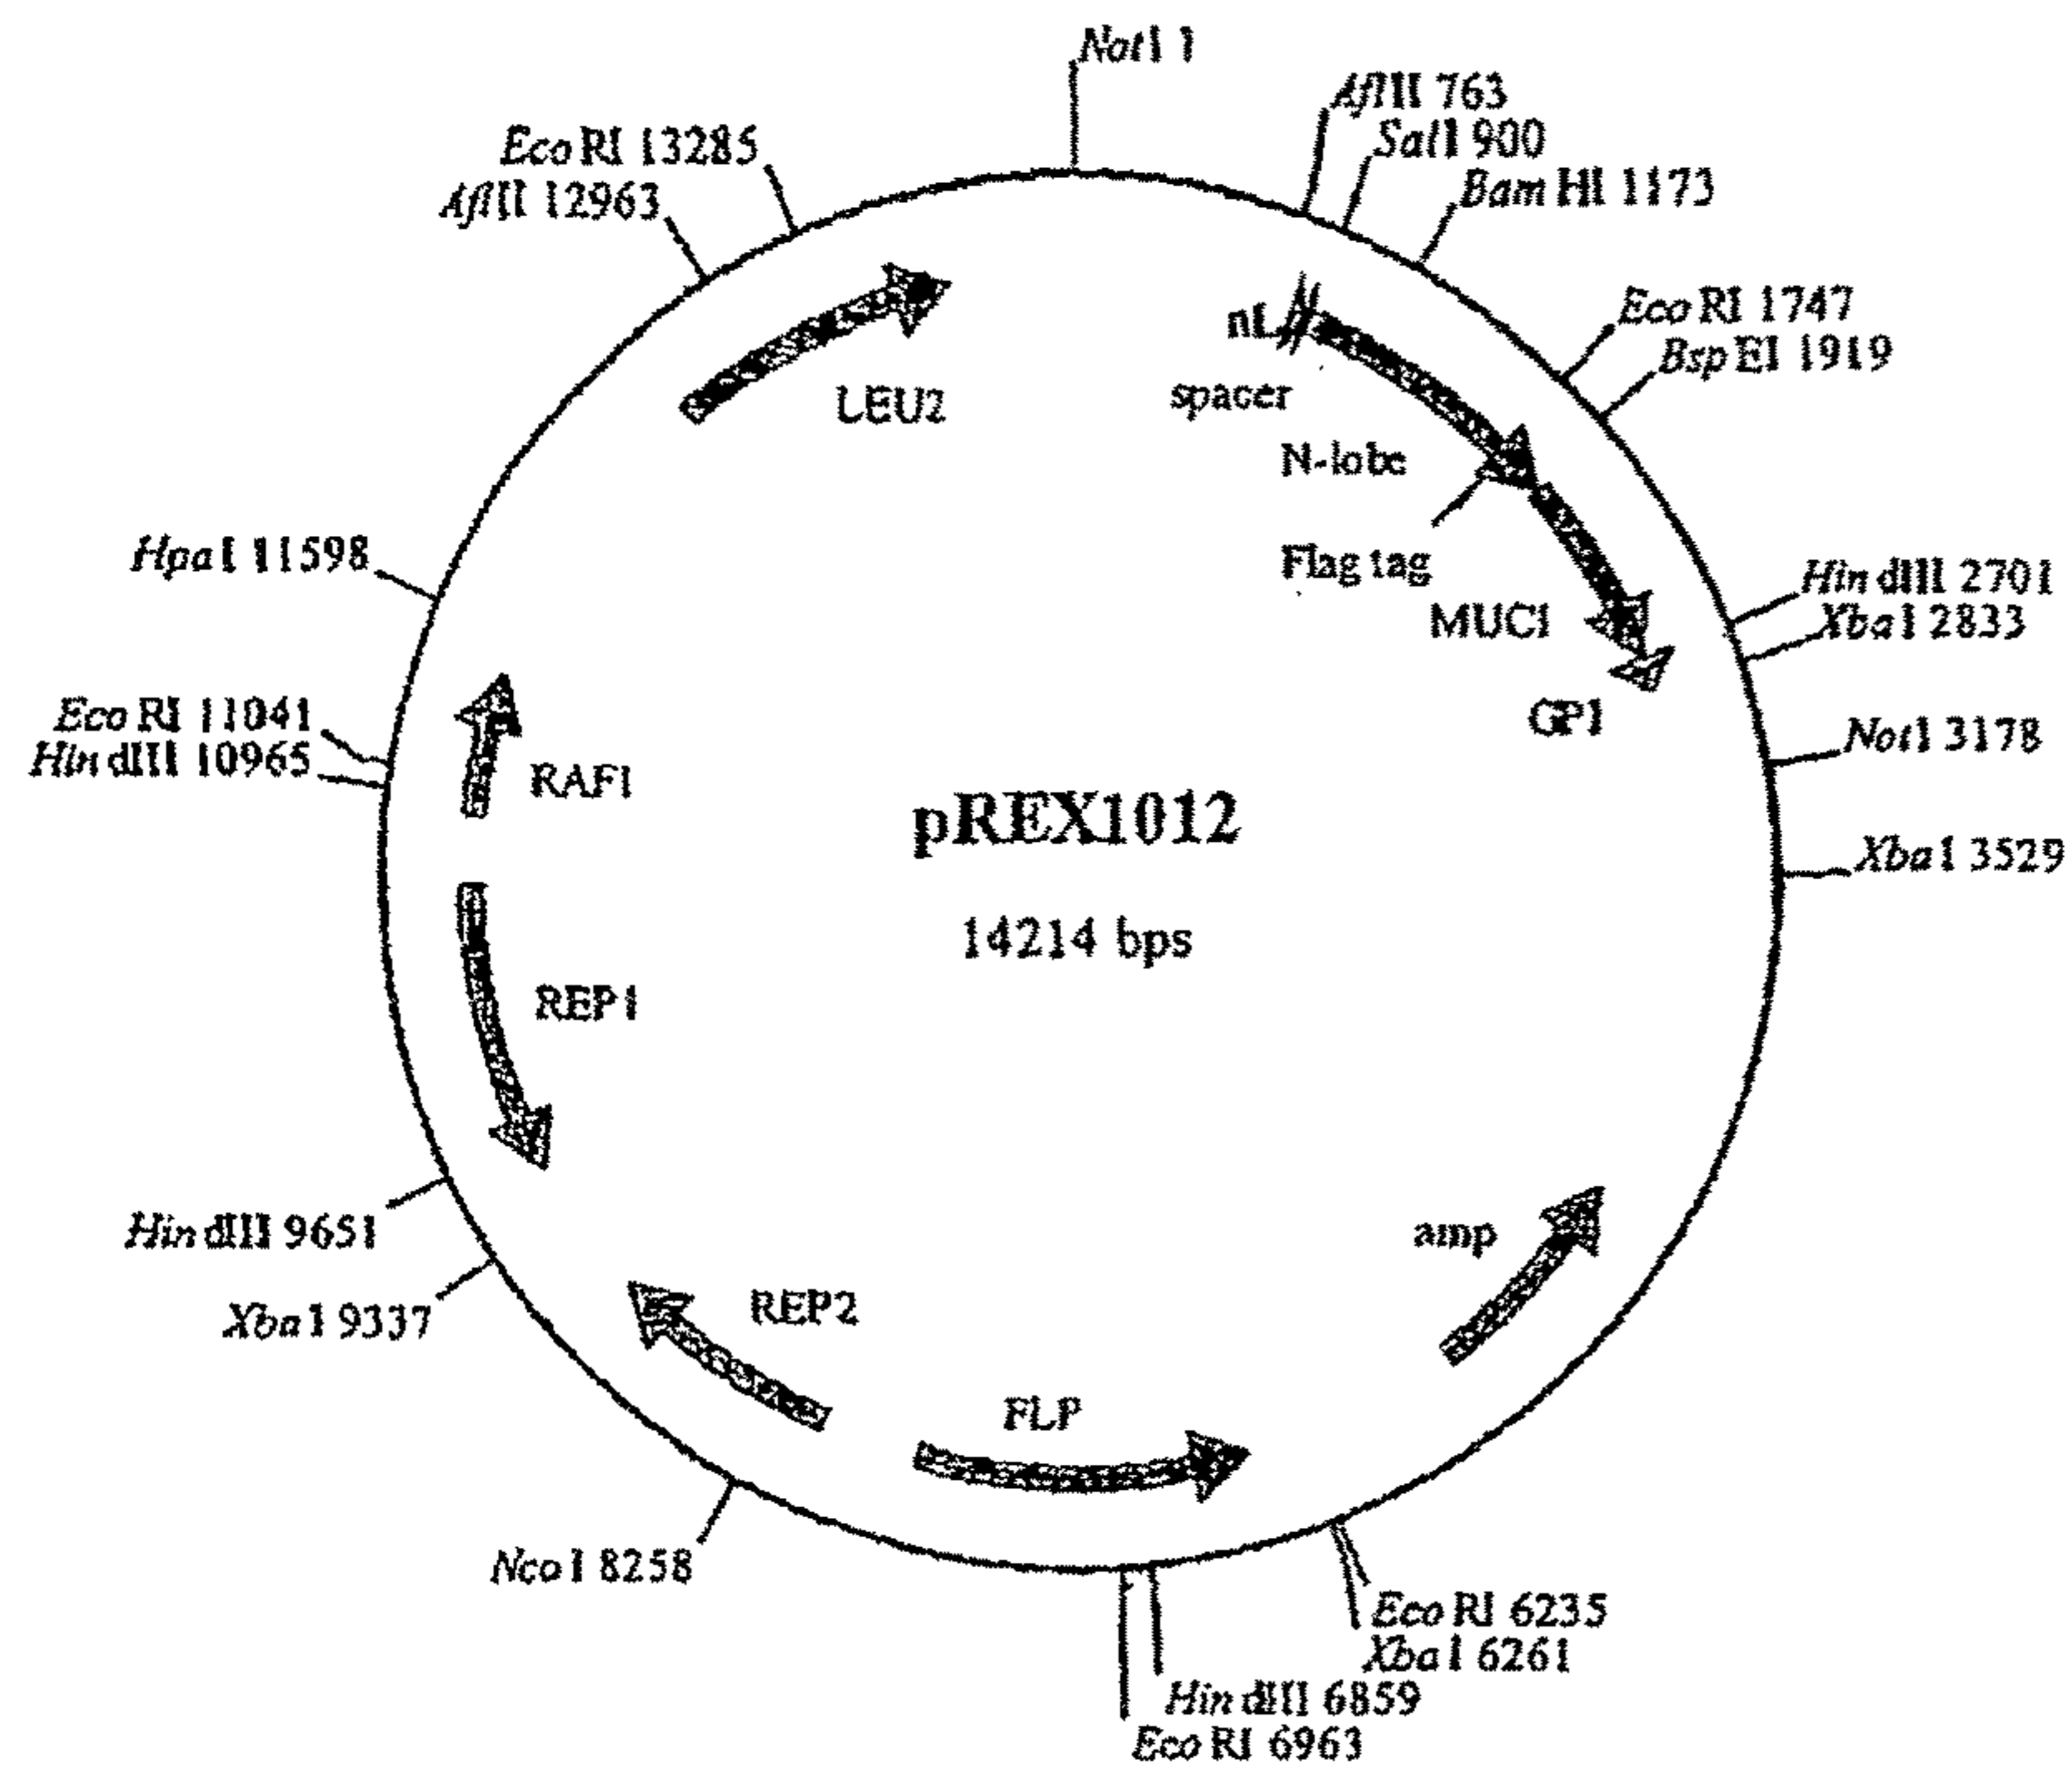 NotI 1
AflII 763
SalI 900
BamHI 1173
EcoRI 1747
BspEI 1919
HindIII 2701
XbaI 2833
NotI 3178
XbaI 3529
EcoRI 6235
XbaI 6261
HindIII 6859
EcoRI 6963
NcoI 8258
XbaI 9337
HindIII 9651
HindIII 10965
EcoRI 11041
HpaI 11598
AflII 12963
EcoRI 13285
LEU2
nL
spacer
N-lobe
Flag tag
MUC1
GP1
RAF1
pREX1012
14214 bps
REP1
amp
REP2
FLP